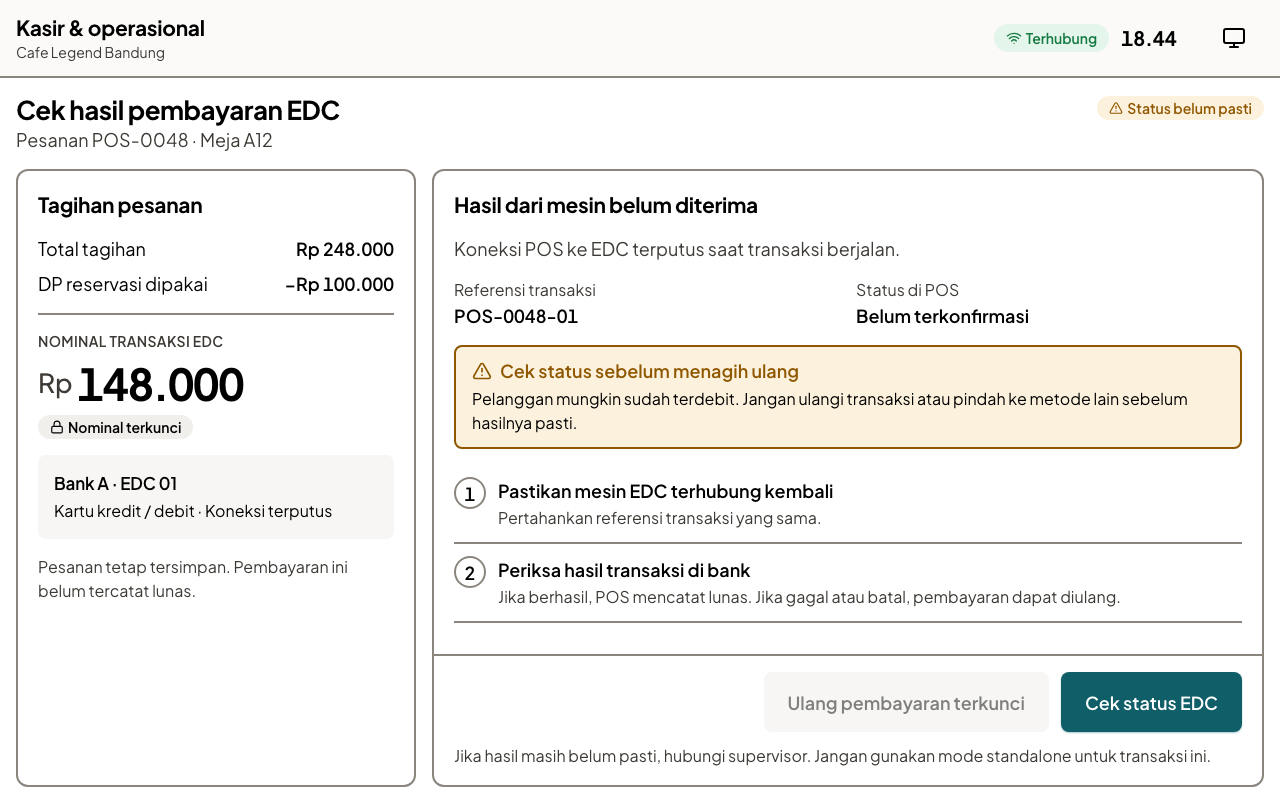 Kasir & operasional
Cafe Legend Bandung
Terhubung
18.44
Cek hasil pembayaran EDC
Pesanan POS-0048 · Meja A12
Status belum pasti
Tagihan pesanan
Total tagihan
Rp 248.000
DP reservasi dipakai
−Rp 100.000
NOMINAL TRANSAKSI EDC
Rp 148.000
Nominal terkunci
Bank A · EDC 01
Kartu kredit / debit · Koneksi terputus
Pesanan tetap tersimpan. Pembayaran ini
belum tercatat lunas.
Hasil dari mesin belum diterima
Koneksi POS ke EDC terputus saat transaksi berjalan.
Referensi transaksi
POS-0048-01
Status di POS
Belum terkonfirmasi
Cek status sebelum menagih ulang
Pelanggan mungkin sudah terdebit. Jangan ulangi transaksi atau pindah ke metode lain sebelum
hasilnya pasti.
1
Pastikan mesin EDC terhubung kembali
Pertahankan referensi transaksi yang sama.
2
Periksa hasil transaksi di bank
Jika berhasil, POS mencatat lunas. Jika gagal atau batal, pembayaran dapat diulang.
Ulang pembayaran terkunci
Cek status EDC
Jika hasil masih belum pasti, hubungi supervisor. Jangan gunakan mode standalone untuk transaksi ini.